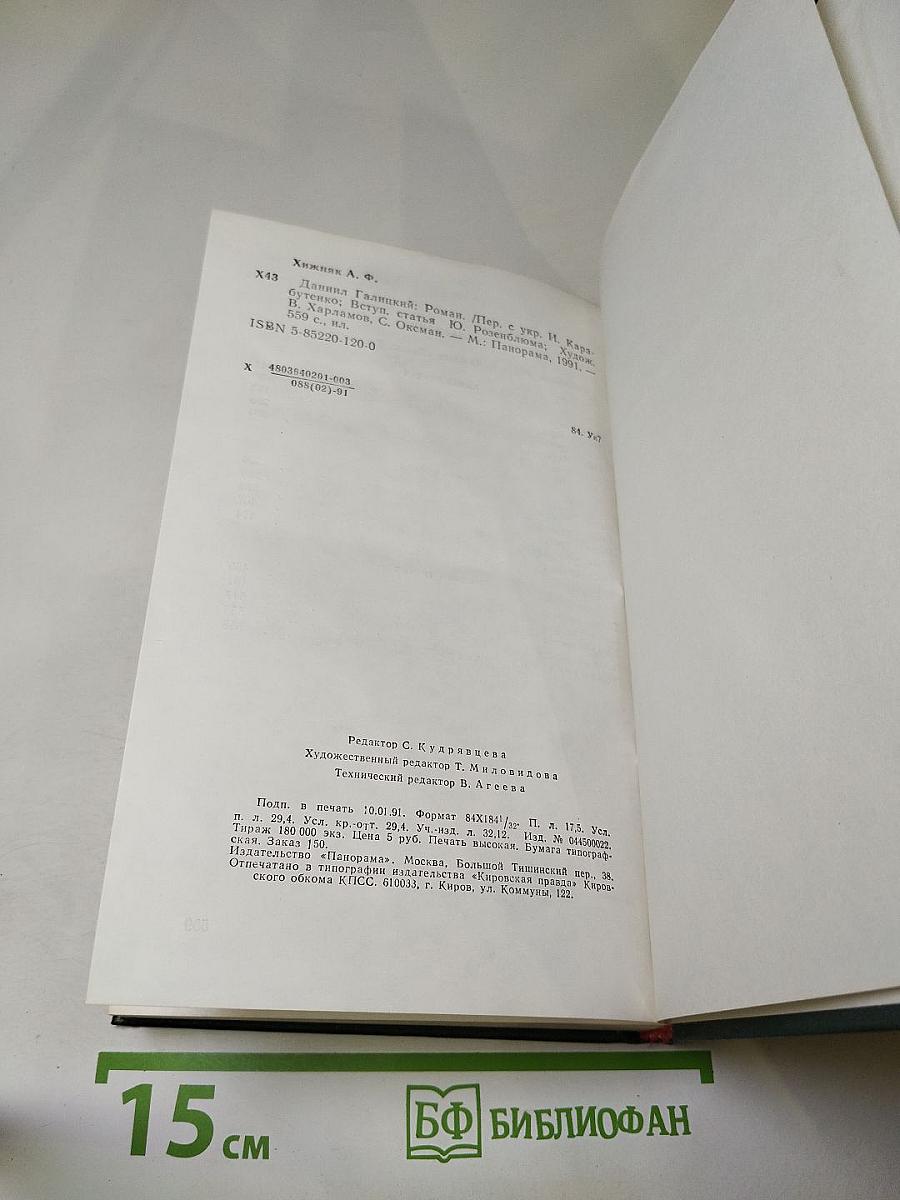 Хижняк А. Ф.
Х43 Даниил Галицкий: Роман. /Пер. с укр. И. Кара-
бутенко; Вступ. статья Ю. Розенблюма; Худож.
В. Харламов, С. Оксман. — М.: Панорама, 1991. —
559 с., ил.
ISBN 5-85220-120-0
Х 4803640201-003
088(02)-91
84. Ук7
Редактор С. Кудрявцева
Художественный редактор Т. Миловидова
Технический редактор В. Агеева
Подп. в печать 10.01.91. Формат 84Х184¹/₃₂. П. л. 17,5. Усл.
п. л. 29,4. Усл. кр.-отт. 29,4. Уч.-изд. л. 32,12. Изд. № 044500022.
Тираж 180 000 экз. Цена 5 руб. Печать высокая. Бумага типограф-
ская. Заказ 150.
Издательство «Панорама». Москва, Большой Тишинский пер., 38.
Отпечатано в типографии издательства «Кировская правда» Киров-
ского обкома КПСС. 610033, г. Киров, ул. Коммуны, 122.
15 см
БФ БИБЛИОФАН